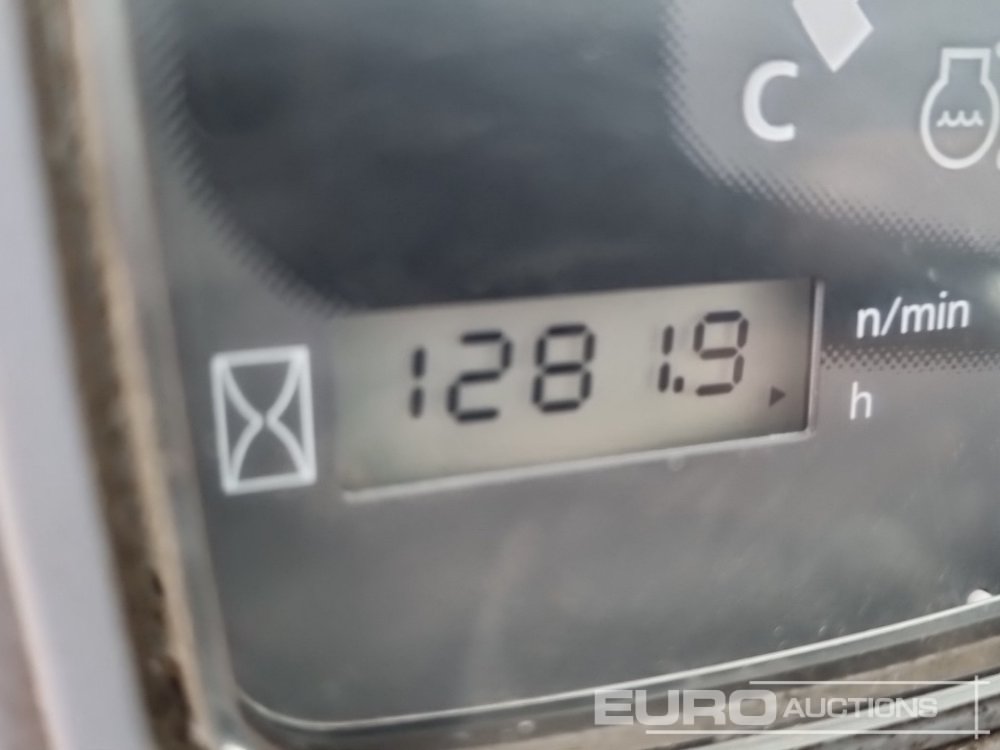 C
1281.9
n/min
h
EURO AUCTIONS